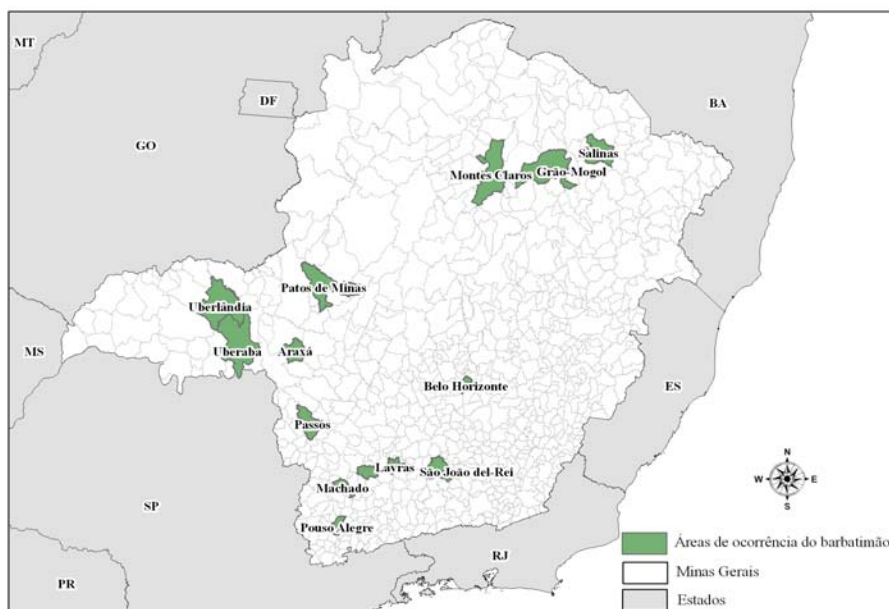 MT
DF
BA
GO
Salinas
Montes Claros
Grão-Mogol
Patos de Minas
Uberlândia
MS
Uberaba
Araxá
Belo Horizonte
ES
Passos
Lavras
São João del-Rei
Machado
SP
Pouso Alegre
RJ
PR
N
W
E
S
Áreas de ocorrência do barbatimão
Minas Gerais
Estados